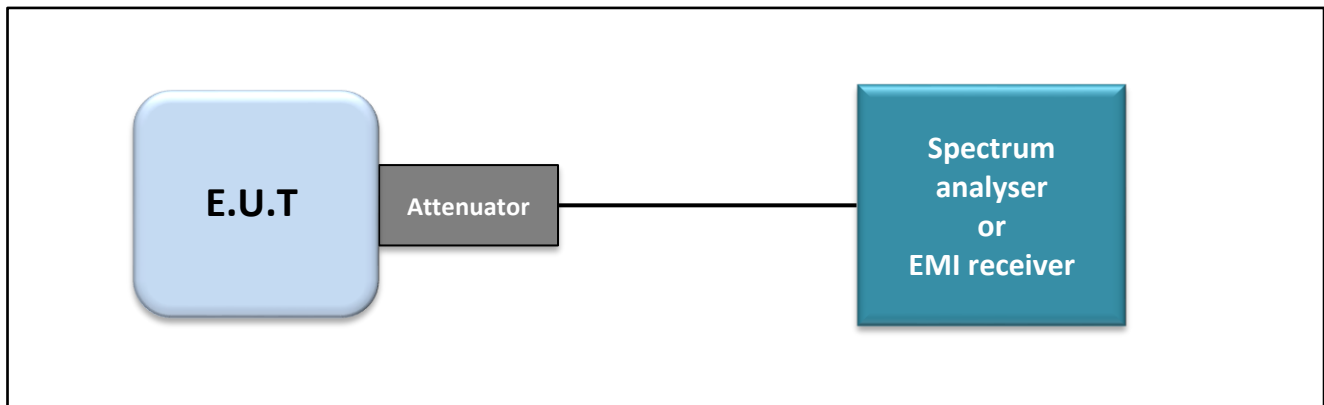 E.U.T
Attenuator
Spectrum
analyser
or
EMI receiver